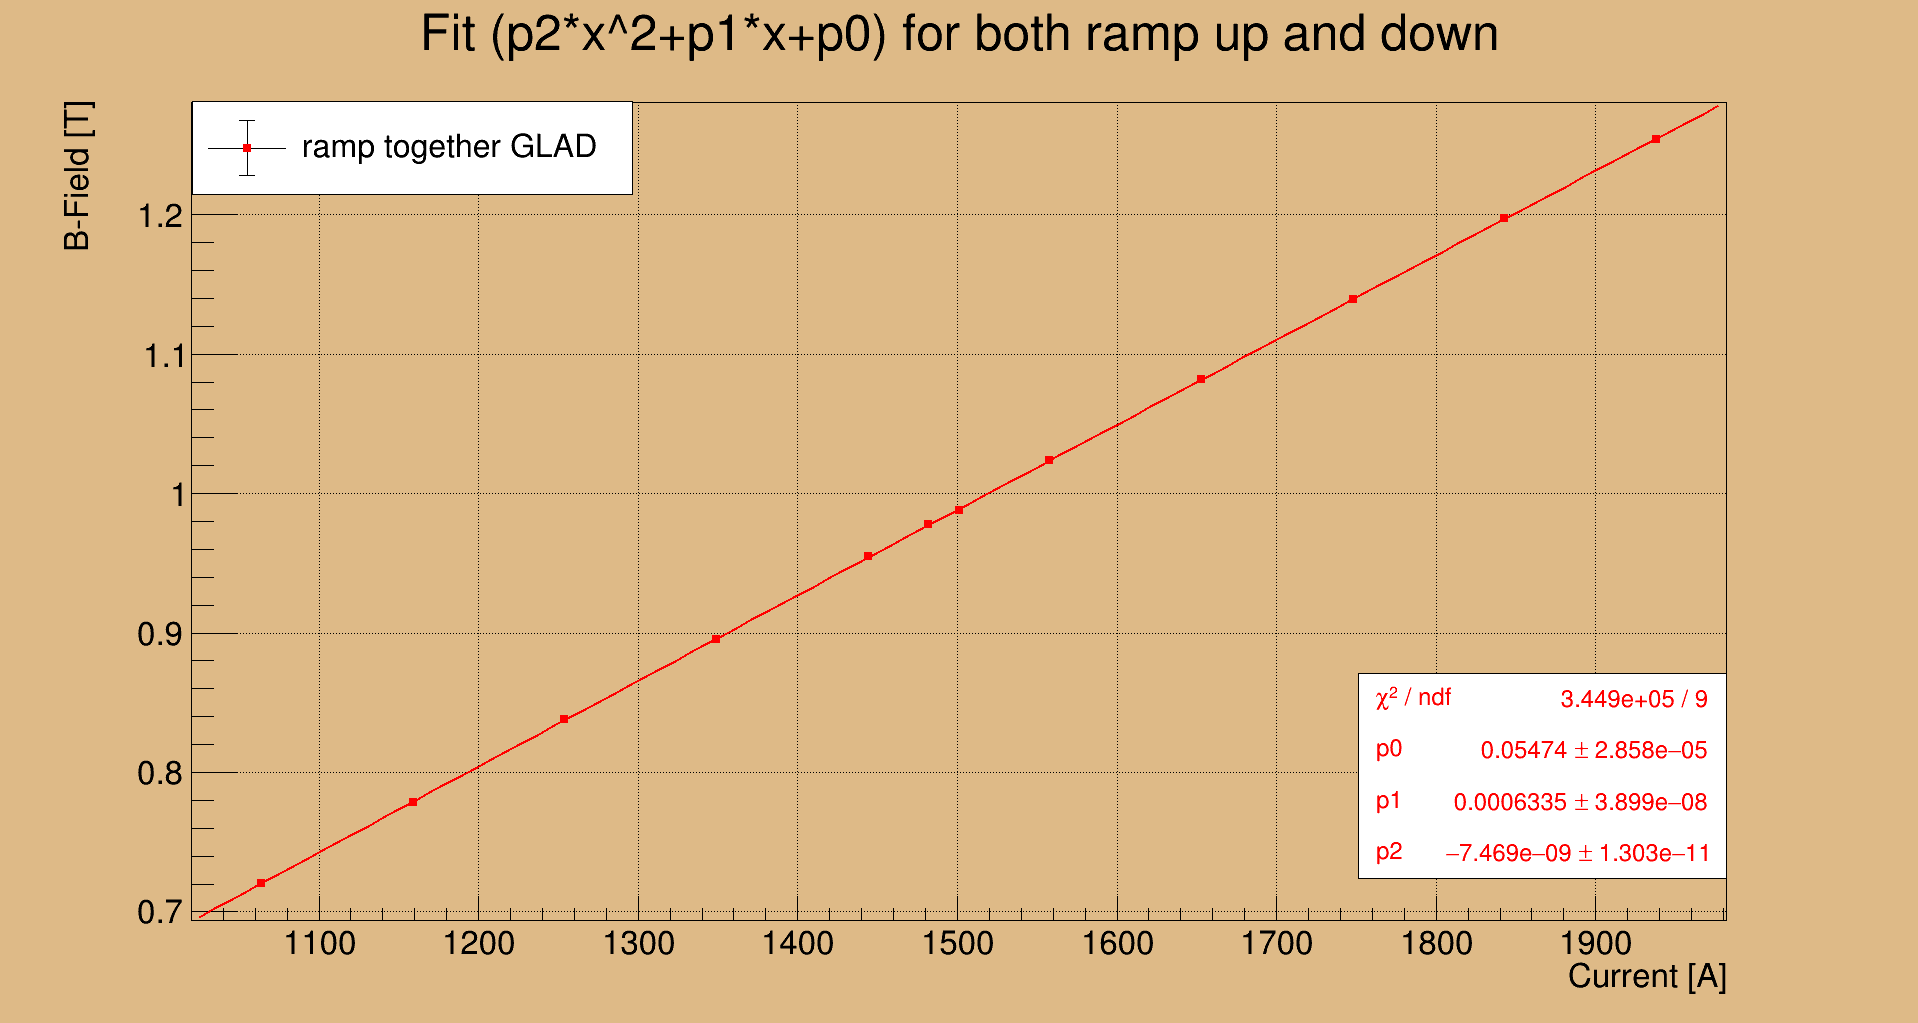 Fit (p2*x^2+p1*x+p0) for both ramp up and down
B-Field [T]
ramp together GLAD
1.2
1.1
1
0.9
0.8
0.7
χ² / ndf 3.449e+05 / 9
p0 0.05474 ± 2.858e−05
p1 0.0006335 ± 3.899e−08
p2 −7.469e−09 ± 1.303e−11
1100 1200 1300 1400 1500 1600 1700 1800 1900
Current [A]